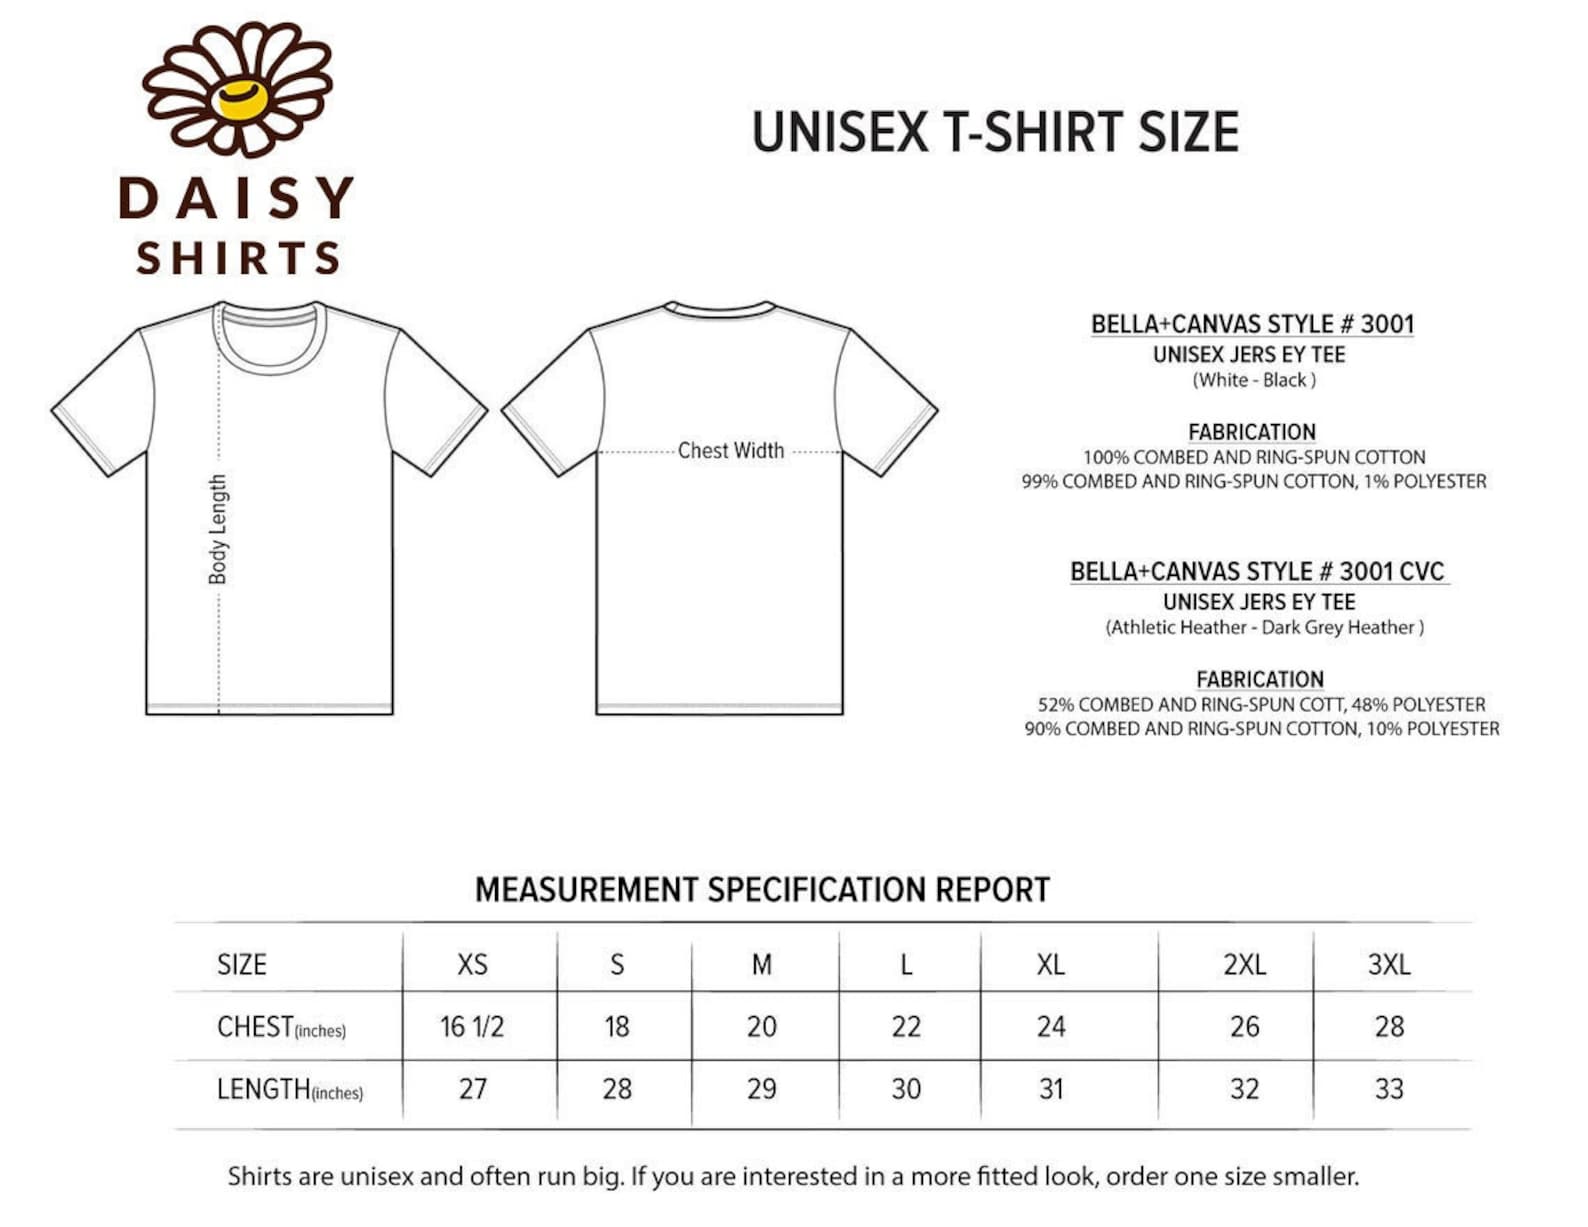 DAISY
SHIRTS
UNISEX T-SHIRT SIZE
Body Length
Chest Width
BELLA+CANVAS STYLE # 3001
UNISEX JERS EY TEE
(White - Black )
FABRICATION
100% COMBED AND RING-SPUN COTTON
99% COMBED AND RING-SPUN COTTON, 1% POLYESTER
BELLA+CANVAS STYLE # 3001 CVC
UNISEX JERS EY TEE
(Athletic Heather - Dark Grey Heather )
FABRICATION
52% COMBED AND RING-SPUN COTT, 48% POLYESTER
90% COMBED AND RING-SPUN COTTON, 10% POLYESTER
MEASUREMENT SPECIFICATION REPORT
SIZE XS S M L XL 2XL 3XL
CHEST(inches) 16 1/2 18 20 22 24 26 28
LENGTH(inches) 27 28 29 30 31 32 33
Shirts are unisex and often run big. If you are interested in a more fitted look, order one size smaller.